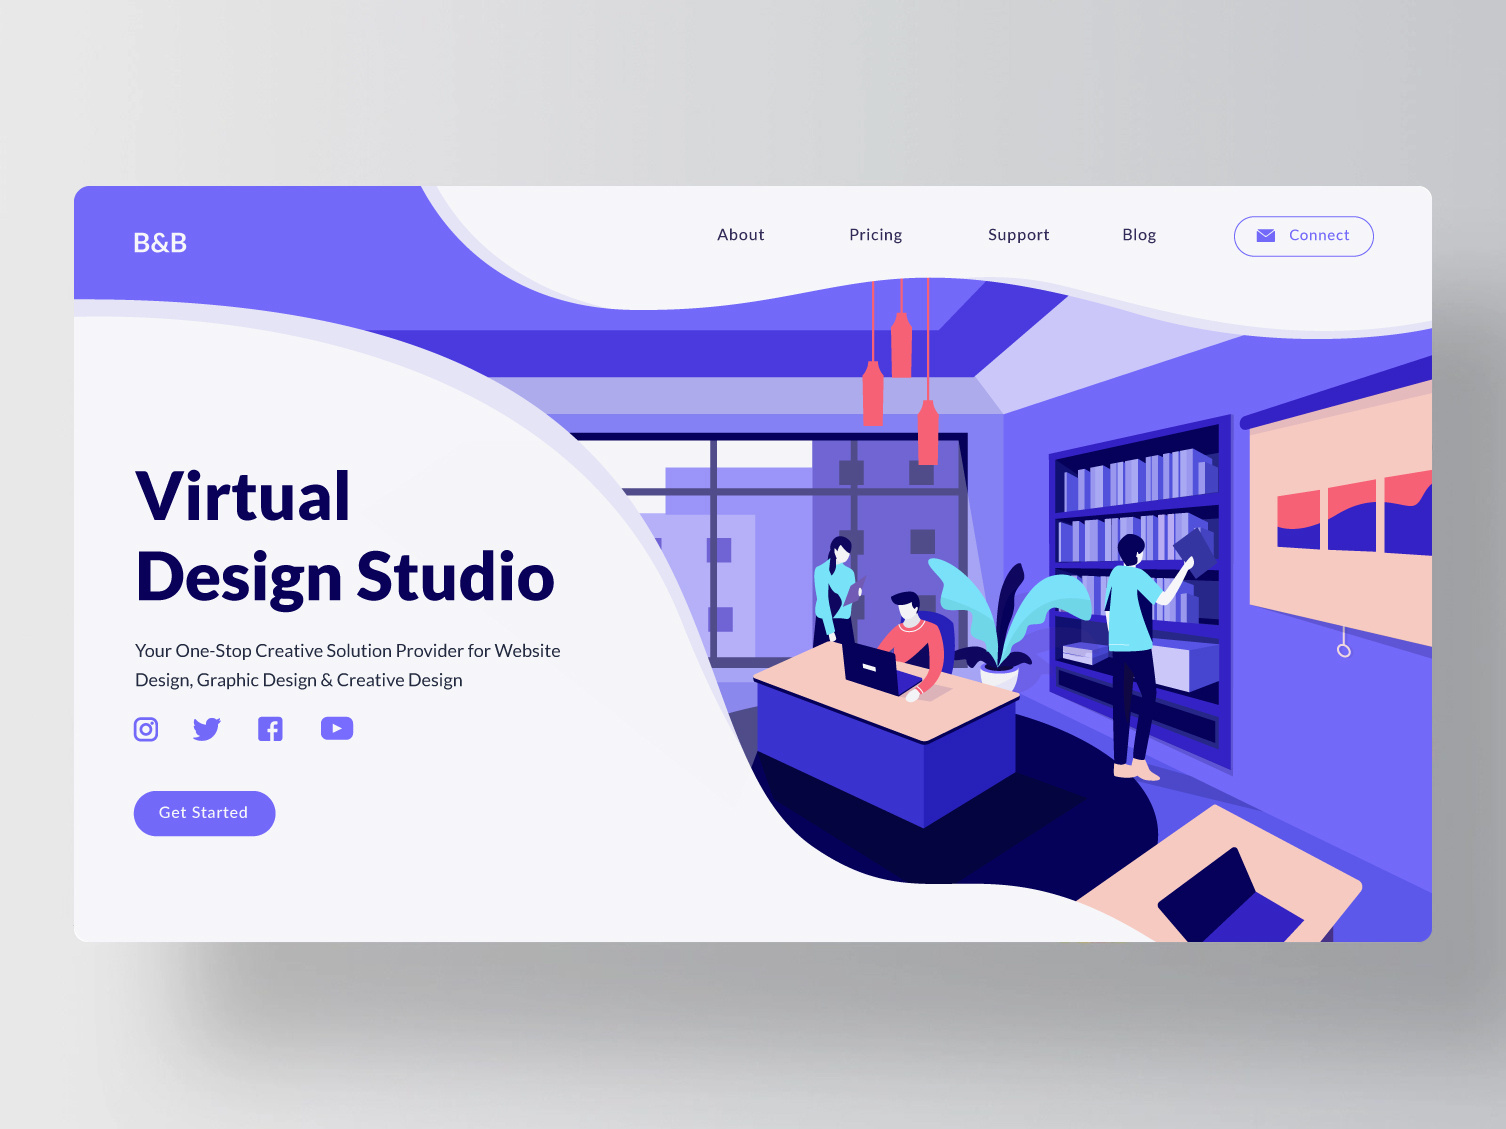 B&B
About
Pricing
Support
Blog
Connect
Virtual
Design Studio
Your One-Stop Creative Solution Provider for Website
Design, Graphic Design & Creative Design
Get Started